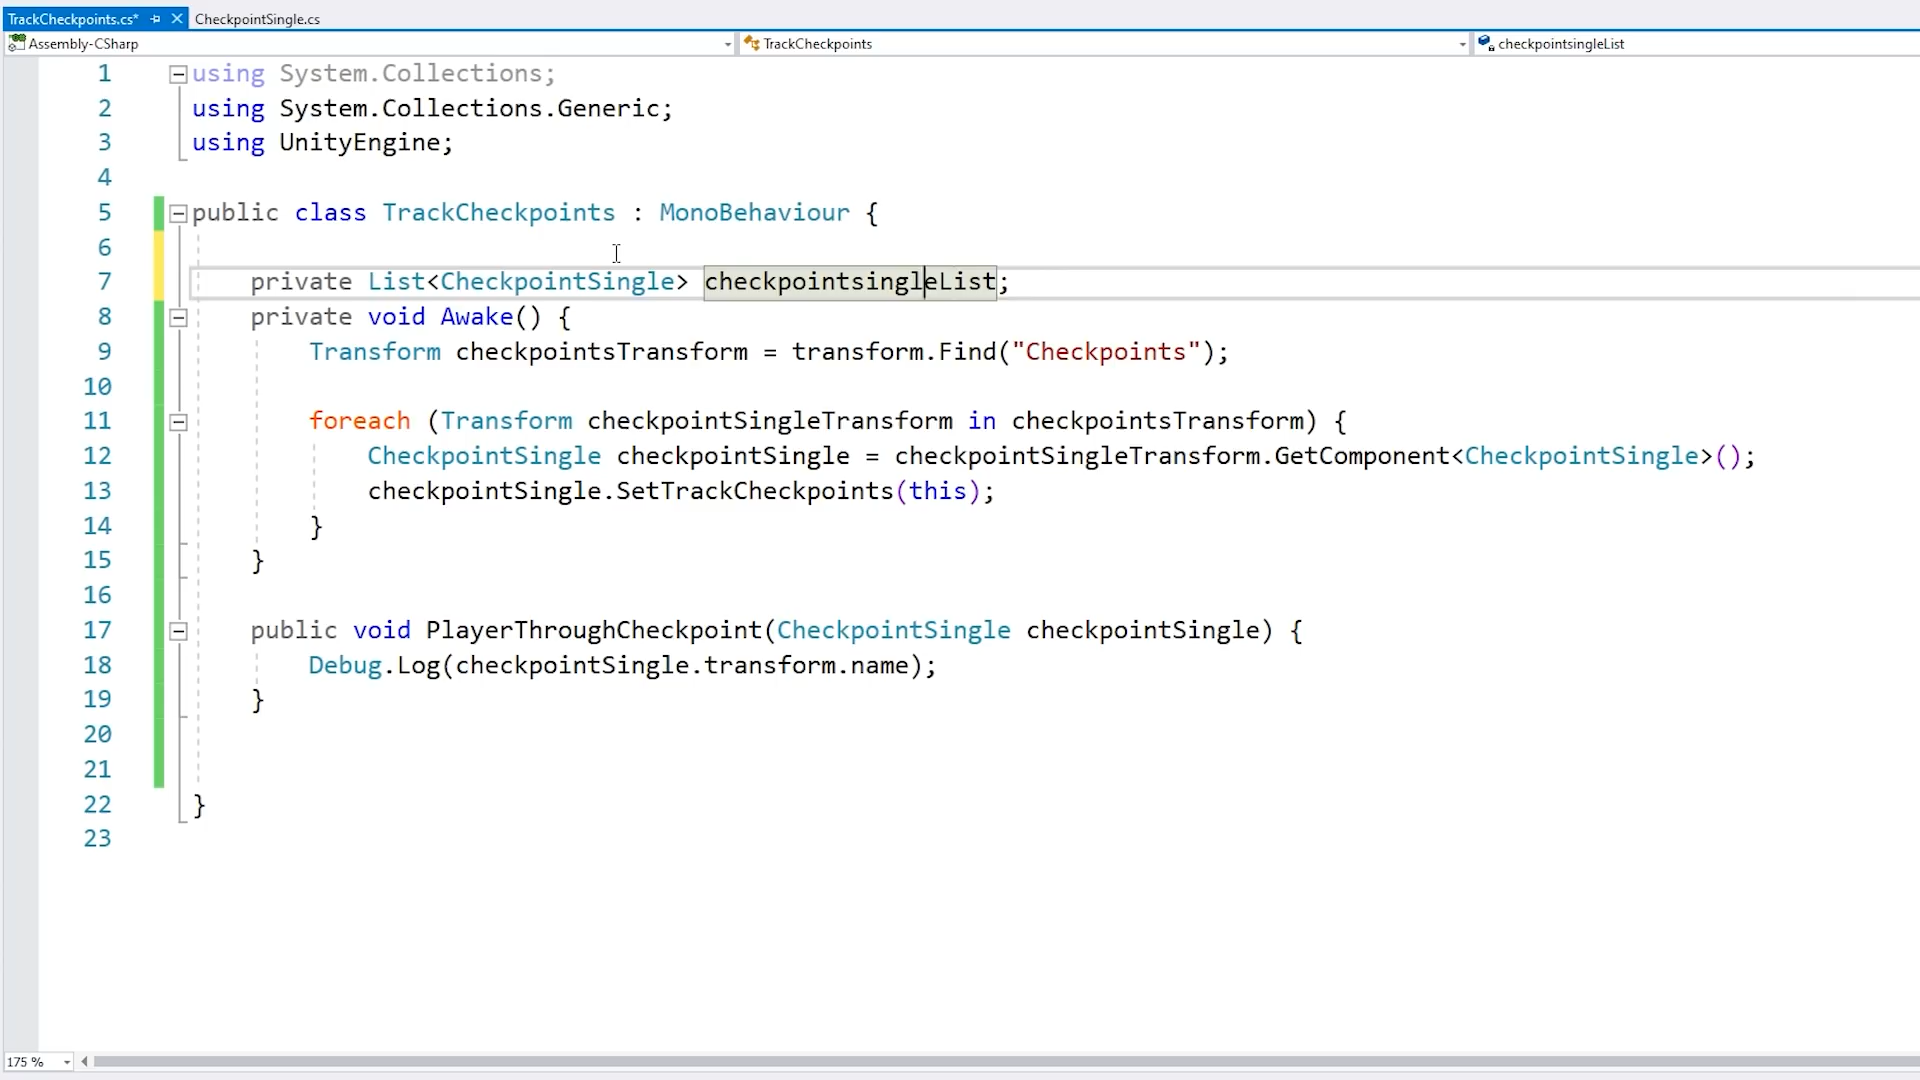 TrackCheckpoints.cs* CheckpointSingle.cs
Assembly-CSharp TrackCheckpoints checkpointsingleList
1 using System.Collections;
2 using System.Collections.Generic;
3 using UnityEngine;
4
5 public class TrackCheckpoints : MonoBehaviour {
6
7 private List<CheckpointSingle> checkpointsingleList;
8 private void Awake() {
9 Transform checkpointsTransform = transform.Find("Checkpoints");
10
11 foreach (Transform checkpointSingleTransform in checkpointsTransform) {
12 CheckpointSingle checkpointSingle = checkpointSingleTransform.GetComponent<CheckpointSingle>();
13 checkpointSingle.SetTrackCheckpoints(this);
14 }
15 }
16
17 public void PlayerThroughCheckpoint(CheckpointSingle checkpointSingle) {
18 Debug.Log(checkpointSingle.transform.name);
19 }
20
21
22 }
23
175 %